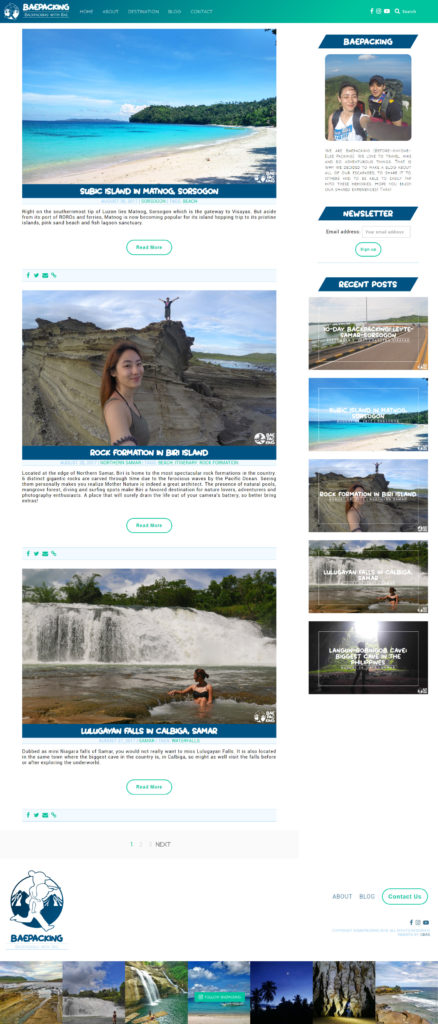 BAEPACKING
BACKPACKING WITH BAE
HOME
ABOUT
DESTINATION
BLOG
CONTACT
Search
SUBIC ISLAND IN MATNOG, SORSOGON
AUGUST 30, 2017 | SORSOGON | TAGS: BEACH
Right on the southernmost tip of Luzon lies Matnog, Sorsogon which is the gateway to Visayas. But aside
from its port of ROROs and ferries, Matnog is now becoming popular for its island hopping trip to its pristine
islands, pink sand beach and fish lagoon sanctuary.
Read More
BAE
PAC
KING
ROCK FORMATION IN BIRI ISLAND
NORTHERN SAMAR | TAGS: BEACH, ITINERARY, ROCK FORMATION
Located at the edge of Northern Samar, Biri is home to the most spectacular rock formations in the country.
6 distinct gigantic rocks are carved through time due to the ferocious waves by the Pacific Ocean. Seeing
them personally makes you realize Mother Nature is indeed a great architect. The presence of natural pools,
mangrove forest, diving and surfing spots make Biri a favored destination for nature lovers, adventurers and
photography enthusiasts. A place that will surely drain the life out of your camera's battery, so better bring
extras!
Read More
BAE
PAC
KING
LULUGAYAN FALLS IN CALBIGA, SAMAR
AUGUST 27, 2017 | SAMAR | TAGS: WATERFALLS
Dubbed as mini Niagara falls of Samar, you would not really want to miss Lulugayan Falls. It is also located
in the same town where the biggest cave in the country is, in Calbiga, so might as well visit the falls before
or after exploring the underworld.
Read More
1 2 3 NEXT
BAEPACKING
WE ARE BAEPACKING (BEFORE-ANYONE-
ELSE PACKING). WE LOVE TO TRAVEL, HIKE
AND DO ADVENTUROUS THINGS. THAT IS
WHY WE DECIDED TO MAKE A BLOG ABOUT
ALL OF OUR ESCAPADES, TO SHARE IT TO
OTHERS AND TO BE ABLE TO ENJOY TAP
INTO THESE MEMORIES. HOPE YOU ENJOY
OUR SHARED EXPERIENCES! TARA!
NEWSLETTER
Email address: Your email address
Sign up
RECENT POSTS
10-DAY BACKPACKING: LEYTE-
SAMAR-SORSOGON
SUBIC ISLAND IN MATNOG,
SORSOGON
ROCK FORMATION IN BIRI ISLAND
LULUGAYAN FALLS IN CALBIGA,
SAMAR
LANGUN-GOBINGOB CAVE:
BIGGEST CAVE IN THE
PHILIPPINES
BAEPACKING
BACKPACKING WITH BAE
ABOUT
BLOG
Contact Us
FOLLOW BAEPACKING